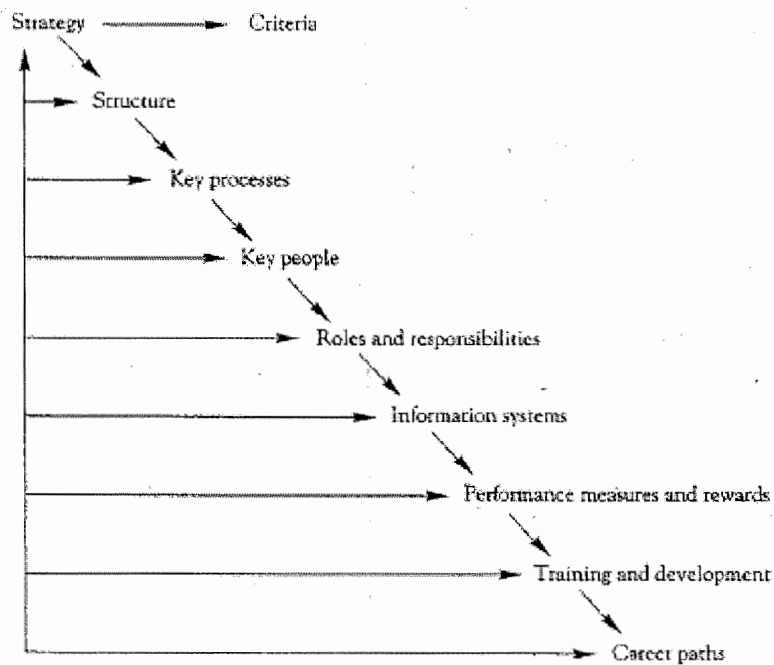 Strategy Criteria
Structure
Key processes
Key people
Roles and responsibilities
Information systems
Performance measures and rewards
Training and development
Career paths